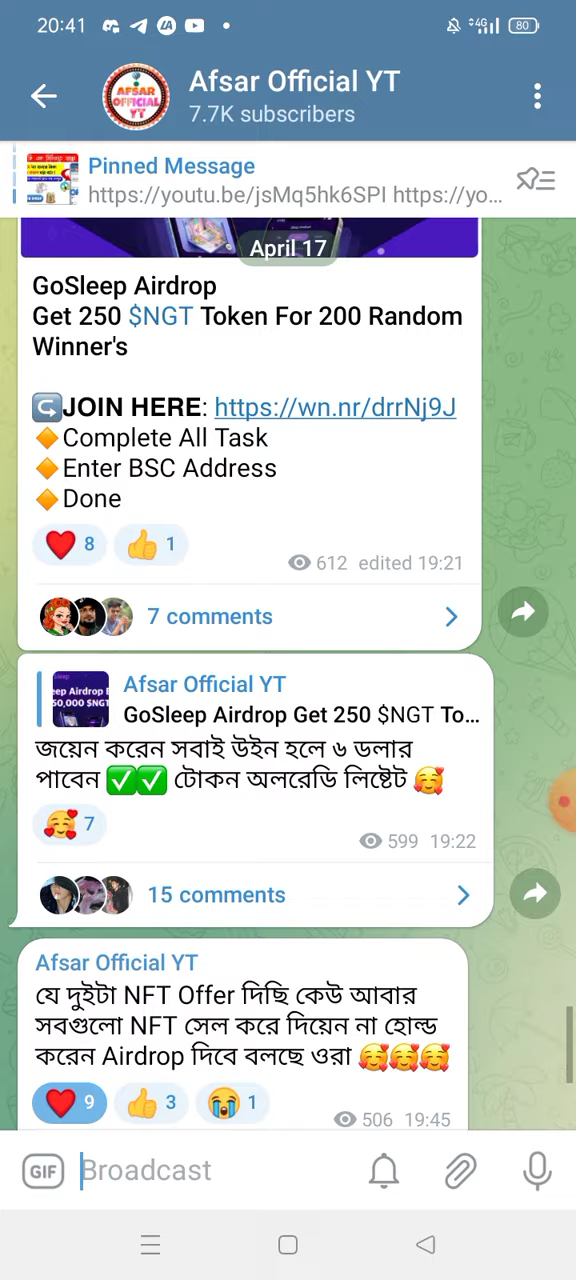 20:41
80
AFSAR
OFFICIAL
YT
Afsar Official YT
7.7K subscribers
Pinned Message
https://youtu.be/jsMq5hk6SPI https://yo...
April 17
GoSleep Airdrop
Get 250 $NGT Token For 200 Random
Winner's
↪️JOIN HERE: https://wn.nr/drrNj9J
🔶Complete All Task
🔶Enter BSC Address
🔶Done
❤️ 8 👍 1
612 edited 19:21
7 comments
Afsar Official YT
GoSleep Airdrop Get 250 $NGT To...
জয়েন করেন সবাই উইন হলে ৬ ডলার
পাবেন ✅✅ টোকন অলরেডি লিষ্টেট 🥰
🥰 7
599 19:22
15 comments
Afsar Official YT
যে দুইটা NFT Offer দিছি কেউ আবার
সবগুলো NFT সেল করে দিয়েন না হোল্ড
করেন Airdrop দিবে বলছে ওরা 🥰🥰🥰
❤️ 9 👍 3 😭 1
506 19:45
GIF Broadcast